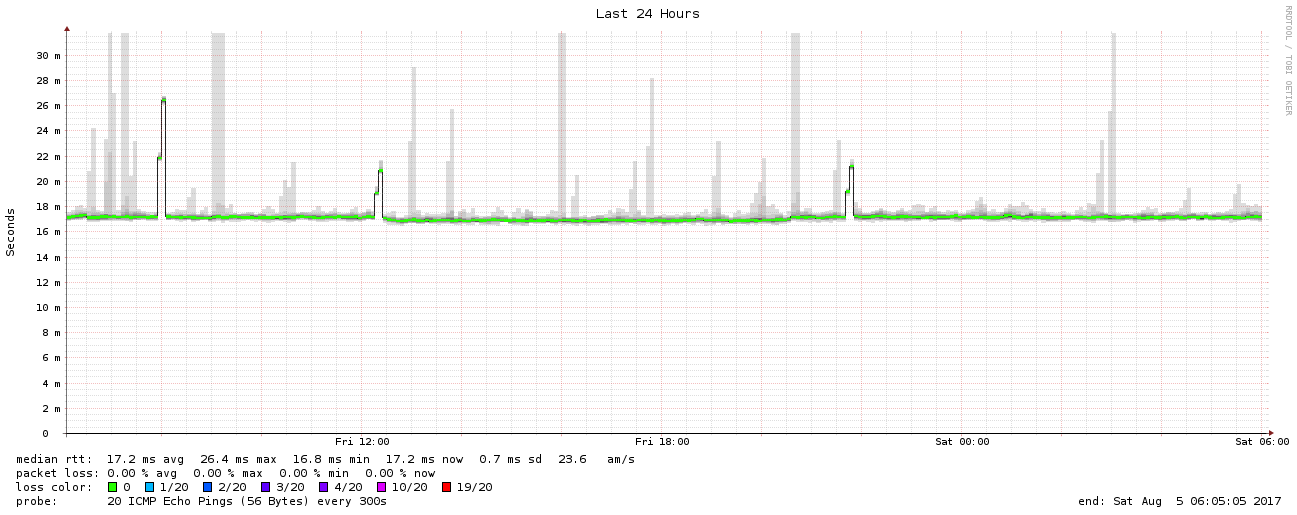 Last 24 Hours
RRDTOOL / TOBI OETIKER
Seconds
30 m
28 m
26 m
24 m
22 m
20 m
18 m
16 m
14 m
12 m
10 m
8 m
6 m
4 m
2 m
0
Fri 12:00 Fri 18:00 Sat 00:00 Sat 06:00
median rtt: 17.2 ms avg 26.4 ms max 16.8 ms min 17.2 ms now 0.7 ms sd 23.6 am/s
packet loss: 0.00 % avg 0.00 % max 0.00 % min 0.00 % now
loss color: 0 1/20 2/20 3/20 4/20 10/20 19/20
probe: 20 ICMP Echo Pings (56 Bytes) every 300s end: Sat Aug 5 06:05:05 2017